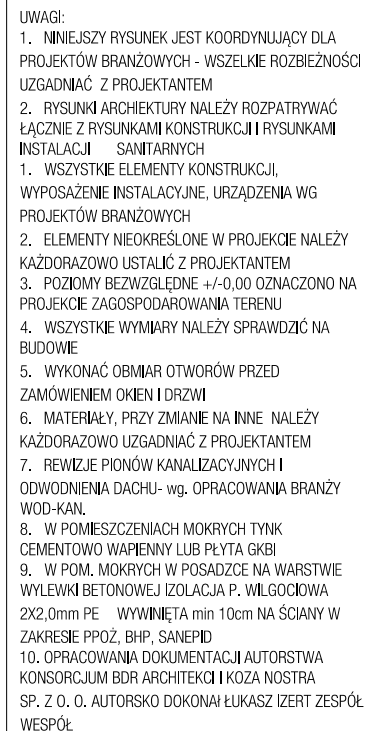 UWAGI:
1. NINIEJSZY RYSUNEK JEST KOORDYNUJĄCY DLA
PROJEKTÓW BRANŻOWYCH - WSZELKIE ROZBIEŻNOŚCI
UZGADNIAĆ Z PROJEKTANTEM
2. RYSUNKI ARCHIEKTURY NALEŻY ROZPATRYWAĆ
ŁĄCZNIE Z RYSUNKAMI KONSTRUKCJI I RYSUNKAMI
INSTALACJI SANITARNYCH
1. WSZYSTKIE ELEMENTY KONSTRUKCJI,
WYPOSAŻENIE INSTALACYJNE, URZĄDZENIA WG
PROJEKTÓW BRANŻOWYCH
2. ELEMENTY NIEOKREŚLONE W PROJEKCIE NALEŻY
KAŻDORAZOWO USTALIĆ Z PROJEKTANTEM
3. POZIOMY BEZWZGLĘDNE +/-0,00 OZNACZONO NA
PROJEKCIE ZAGOSPODAROWANIA TERENU
4. WSZYSTKIE WYMIARY NALEŻY SPRAWDZIĆ NA
BUDOWIE
5. WYKONAĆ OBMIAR OTWORÓW PRZED
ZAMÓWIENIEM OKIEN I DRZWI
6. MATERIAŁY, PRZY ZMIANIE NA INNE NALEŻY
KAŻDORAZOWO UZGADNIAĆ Z PROJEKTANTEM
7. REWIZJE PIONÓW KANALIZACYJNYCH I
ODWODNIENIA DACHU- wg. OPRACOWANIA BRANŻY
WOD-KAN.
8. W POMIESZCZENIACH MOKRYCH TYNK
CEMENTOWO WAPIENNY LUB PŁYTA GKBI
9. W POM. MOKRYCH W POSADZCE NA WARSTWIE
WYLEWKI BETONOWEJ IZOLACJA P. WILGOCIOWA
2X2,0mm PE WYWINIĘTA min 10cm NA ŚCIANY W
ZAKRESIE PPOŻ, BHP, SANEPID
10. OPRACOWANIA DOKUMENTACJI AUTORSTWA
KONSORCJUM BDR ARCHITEKCI I KOZA NOSTRA
SP. Z O. O. AUTORSKO DOKONAł ŁUKASZ IZERT ZESPÓŁ
WESPÓŁ